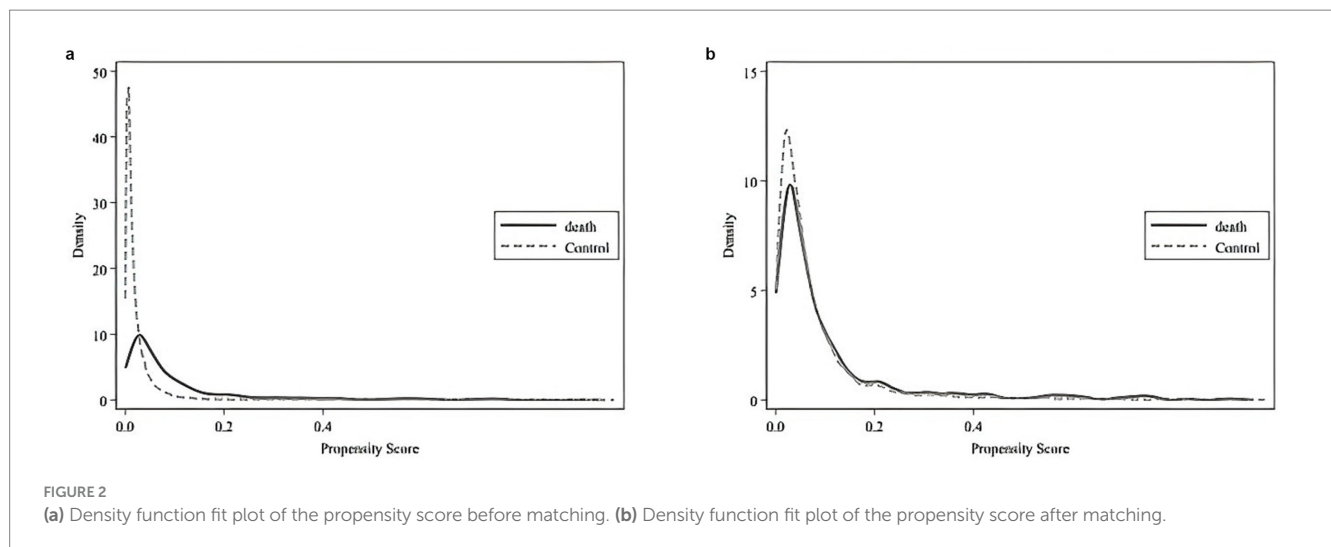 a
50
40
30
20
10
0
Density
death
Control
0.0
0.2
0.4
Propensity Score
b
15
10
5
0
Density
death
Control
0.0
0.2
0.4
Propensity Score
FIGURE 2
(a) Density function fit plot of the propensity score before matching. (b) Density function fit plot of the propensity score after matching.